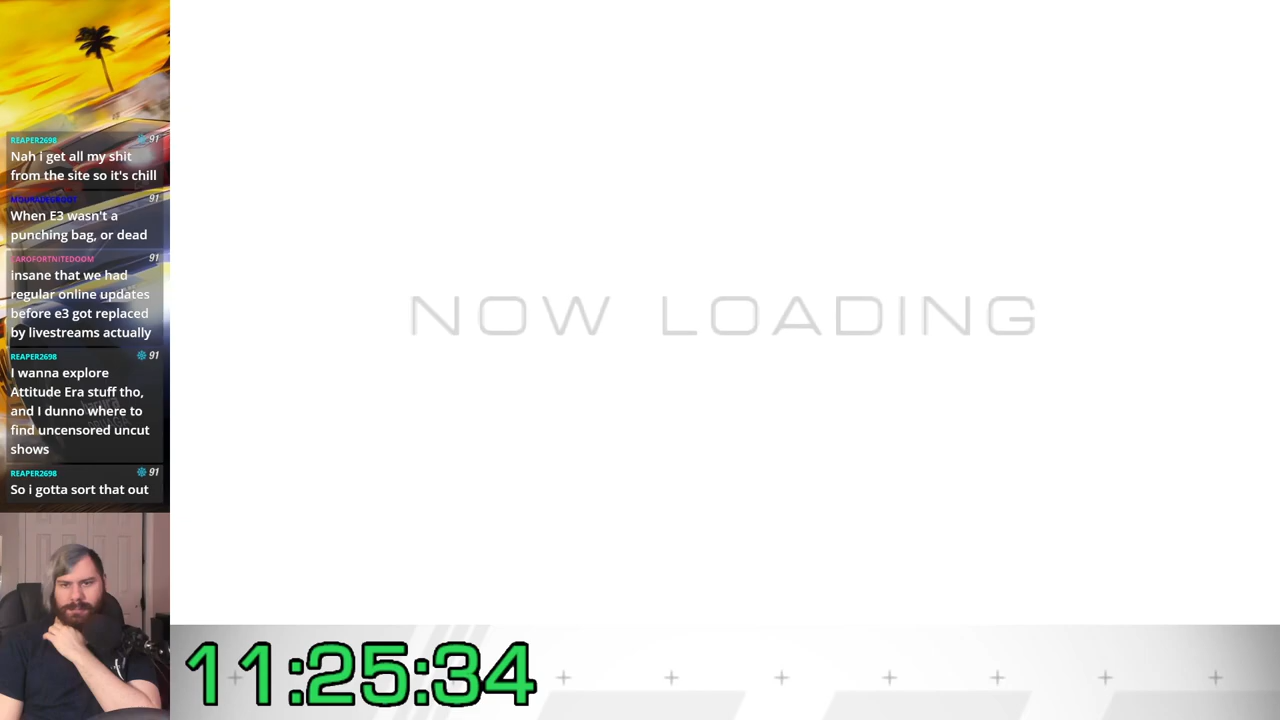 REAPER2698 91
Nah i get all my shit
from the site so it's chill
91
When E3 wasn't a
punching bag, or dead
TAROFORTNITEDOOM 91
insane that we had
regular online updates
before e3 got replaced
by livestreams actually
REAPER2698 91
I wanna explore
Attitude Era stuff tho,
and I dunno where to
find uncensored uncut
shows
REAPER2698 91
So i gotta sort that out
NOW LOADING
11:25:34